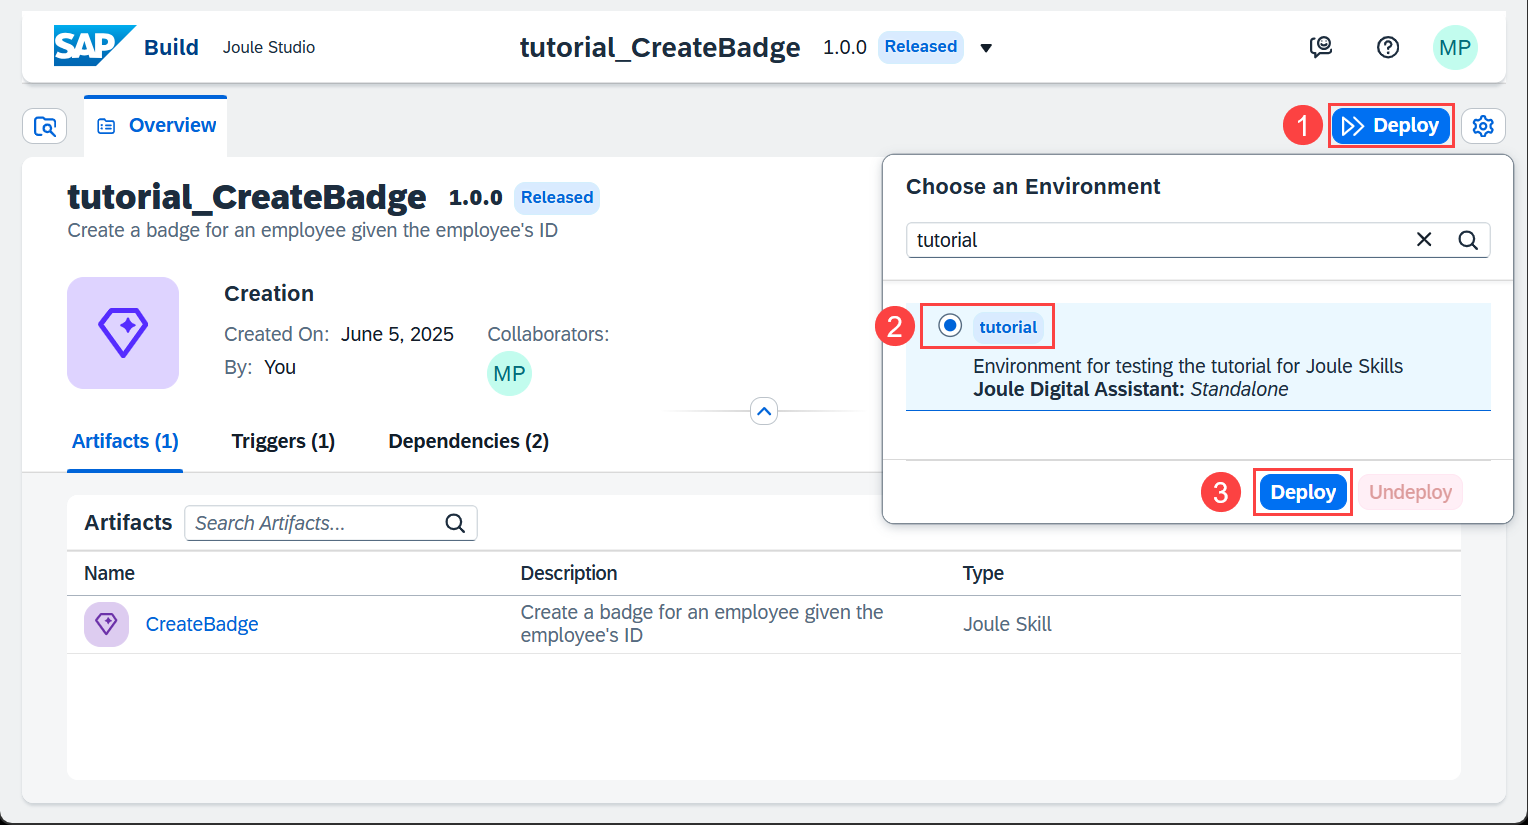 SAP Build Joule Studio
tutorial_CreateBadge 1.0.0 Released
MP
Overview
1 Deploy
tutorial_CreateBadge 1.0.0 Released
Create a badge for an employee given the employee's ID
Creation
Created On: June 5, 2025 Collaborators:
By: You
MP
Artifacts (1) Triggers (1) Dependencies (2)
Choose an Environment
tutorial
2 tutorial
Environment for testing the tutorial for Joule Skills
Joule Digital Assistant: Standalone
3 Deploy Undeploy
Artifacts Search Artifacts...
Name Description Type
CreateBadge Create a badge for an employee given the
employee's ID
Joule Skill